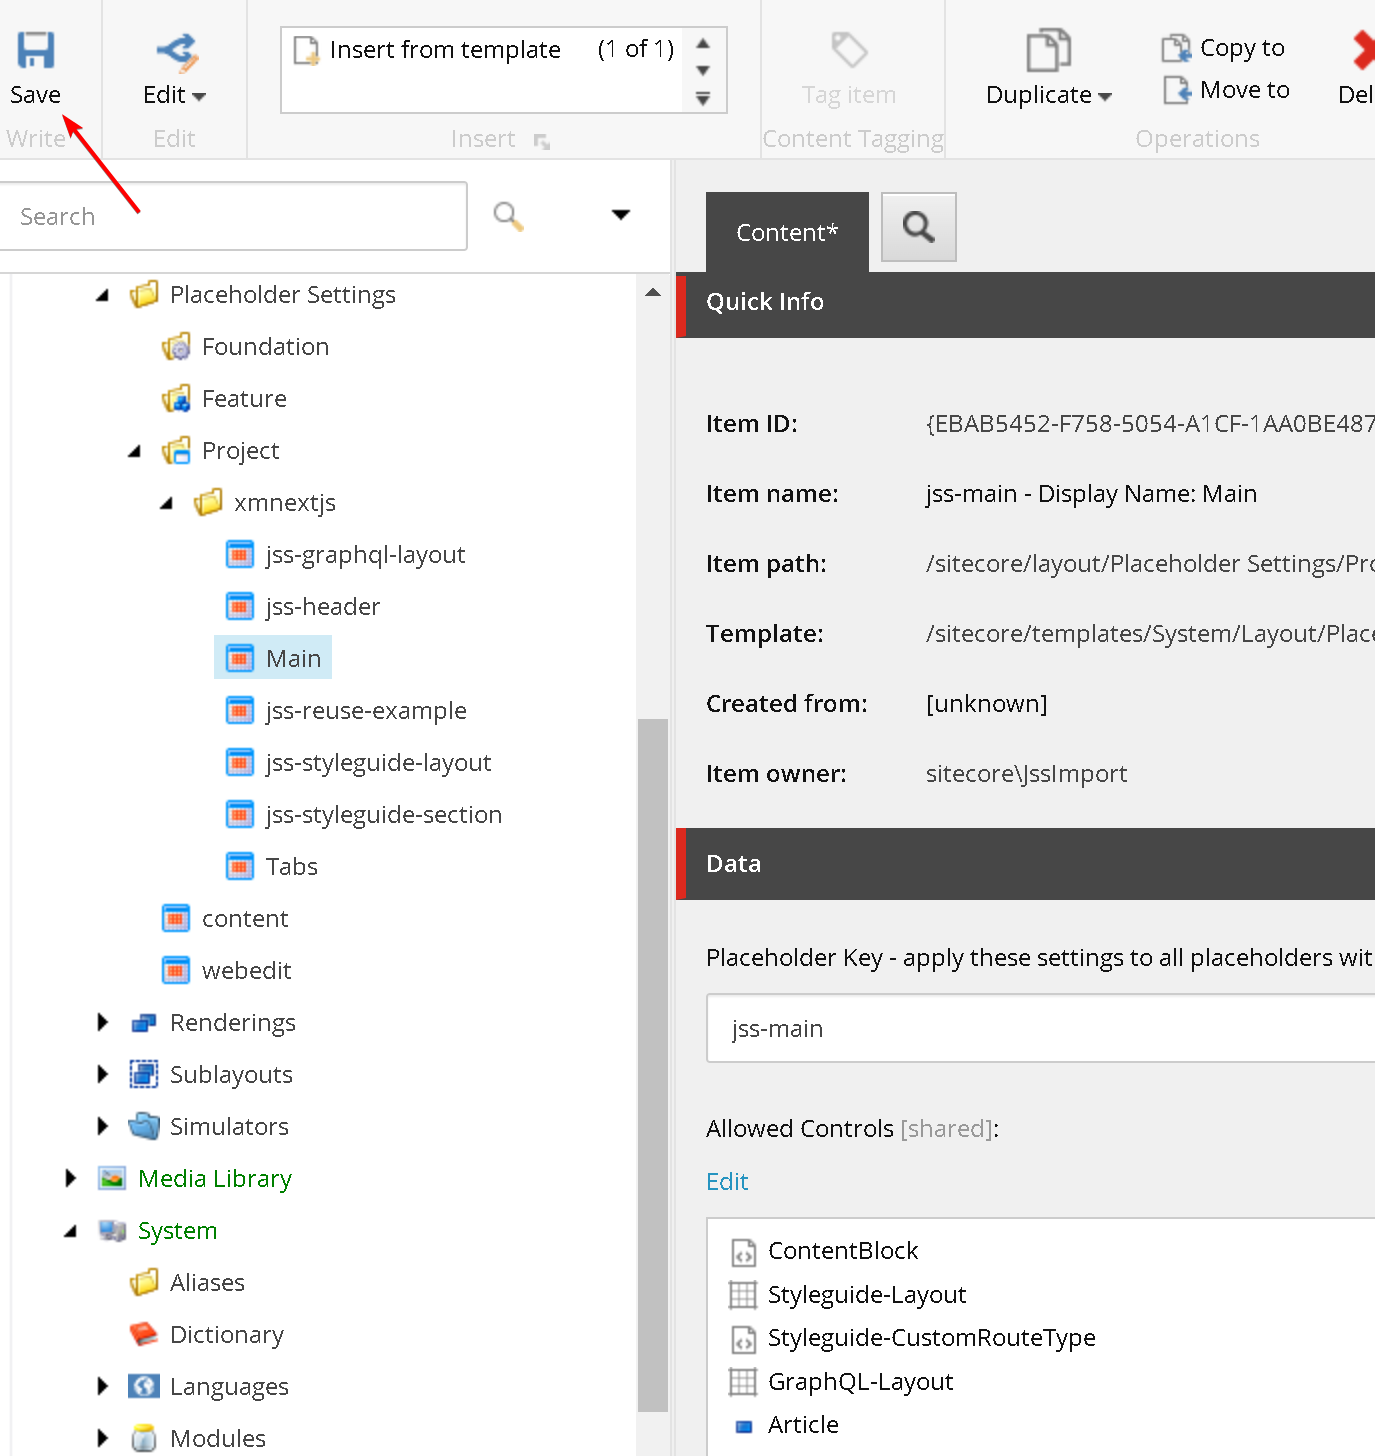 Save
Write
Edit
Edit
Insert from template (1 of 1)
Insert
Tag item
Content Tagging
Duplicate
Copy to
Move to
Operations
Del
Search
Placeholder Settings
Foundation
Feature
Project
xmnextjs
jss-graphql-layout
jss-header
Main
jss-reuse-example
jss-styleguide-layout
jss-styleguide-section
Tabs
content
webedit
Renderings
Sublayouts
Simulators
Media Library
System
Aliases
Dictionary
Languages
Modules
Content*
Quick Info
Item ID: {EBAB5452-F758-5054-A1CF-1AA0BE487
Item name: jss-main - Display Name: Main
Item path: /sitecore/layout/Placeholder Settings/Pro
Template: /sitecore/templates/System/Layout/Place
Created from: [unknown]
Item owner: sitecore\JssImport
Data
Placeholder Key - apply these settings to all placeholders wit
jss-main
Allowed Controls [shared]:
Edit
ContentBlock
Styleguide-Layout
Styleguide-CustomRouteType
GraphQL-Layout
Article